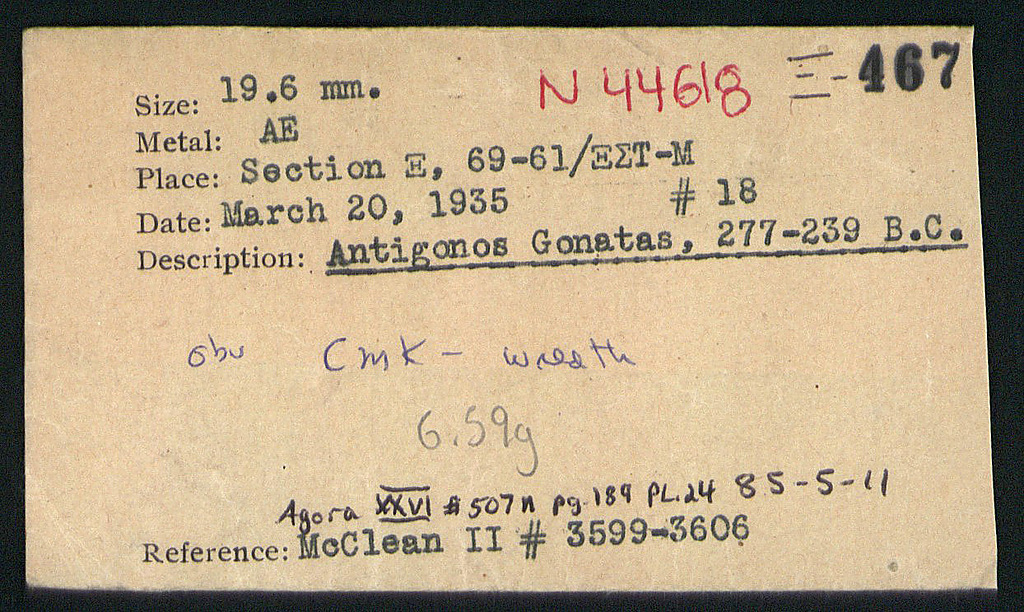 N 44618 Ξ-467
Size: 19.6 mm.
Metal: AE
Place: Section Ξ, 69-61/ΞΣΤ-Μ
Date: March 20, 1935 # 18
Description: Antigonos Gonatas, 277-239 B.C.
obv Cmk - wreath
6.59g
Agora XXVI #507n pg.189 PL.24 85-5-11
Reference: McClean II # 3599-3606